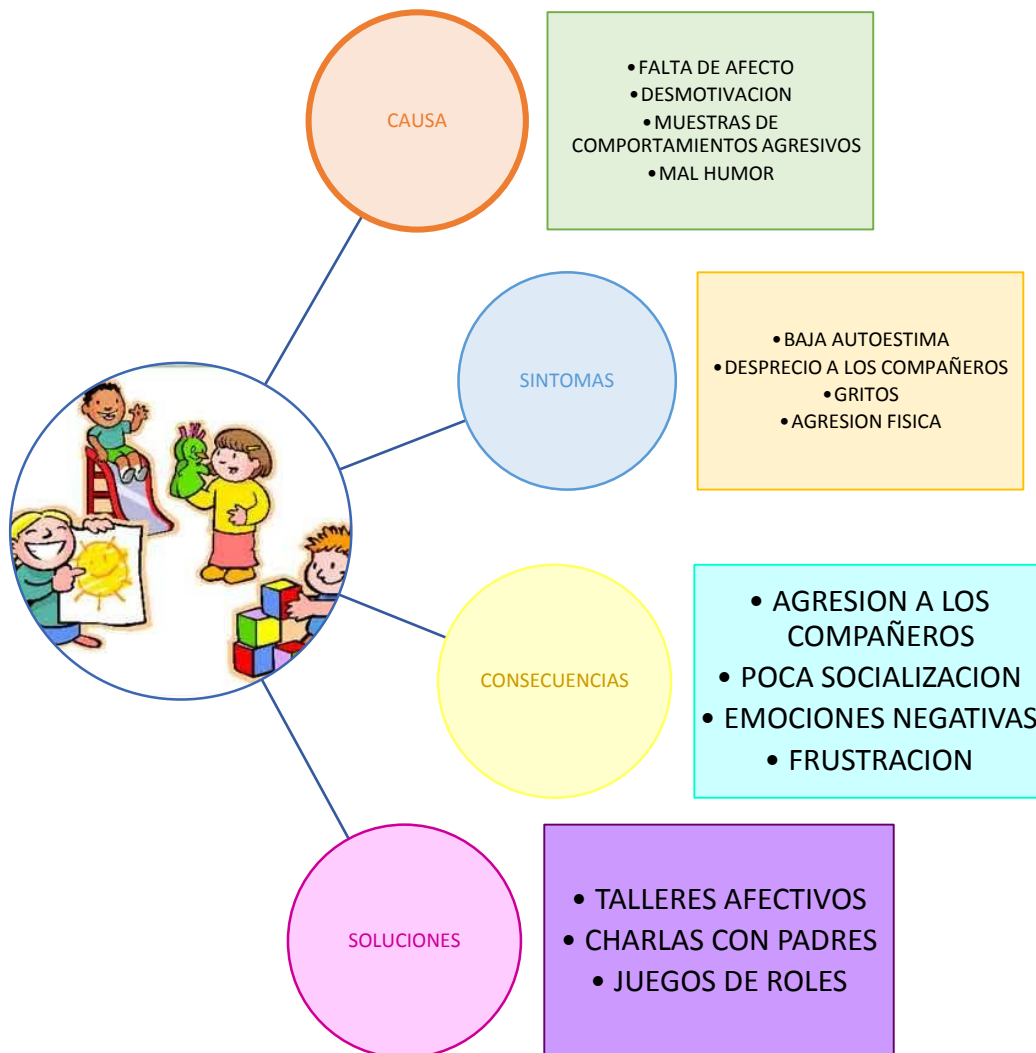 CAUSA
• FALTA DE AFECTO
• DESMOTIVACION
• MUESTRAS DE
COMPORTAMIENTOS AGRESIVOS
• MAL HUMOR
SINTOMAS
• BAJA AUTOESTIMA
• DESPRECIO A LOS COMPAÑEROS
• GRITOS
• AGRESION FISICA
CONSECUENCIAS
• AGRESION A LOS
COMPAÑEROS
• POCA SOCIALIZACION
• EMOCIONES NEGATIVAS
• FRUSTRACION
SOLUCIONES
• TALLERES AFECTIVOS
• CHARLAS CON PADRES
• JUEGOS DE ROLES